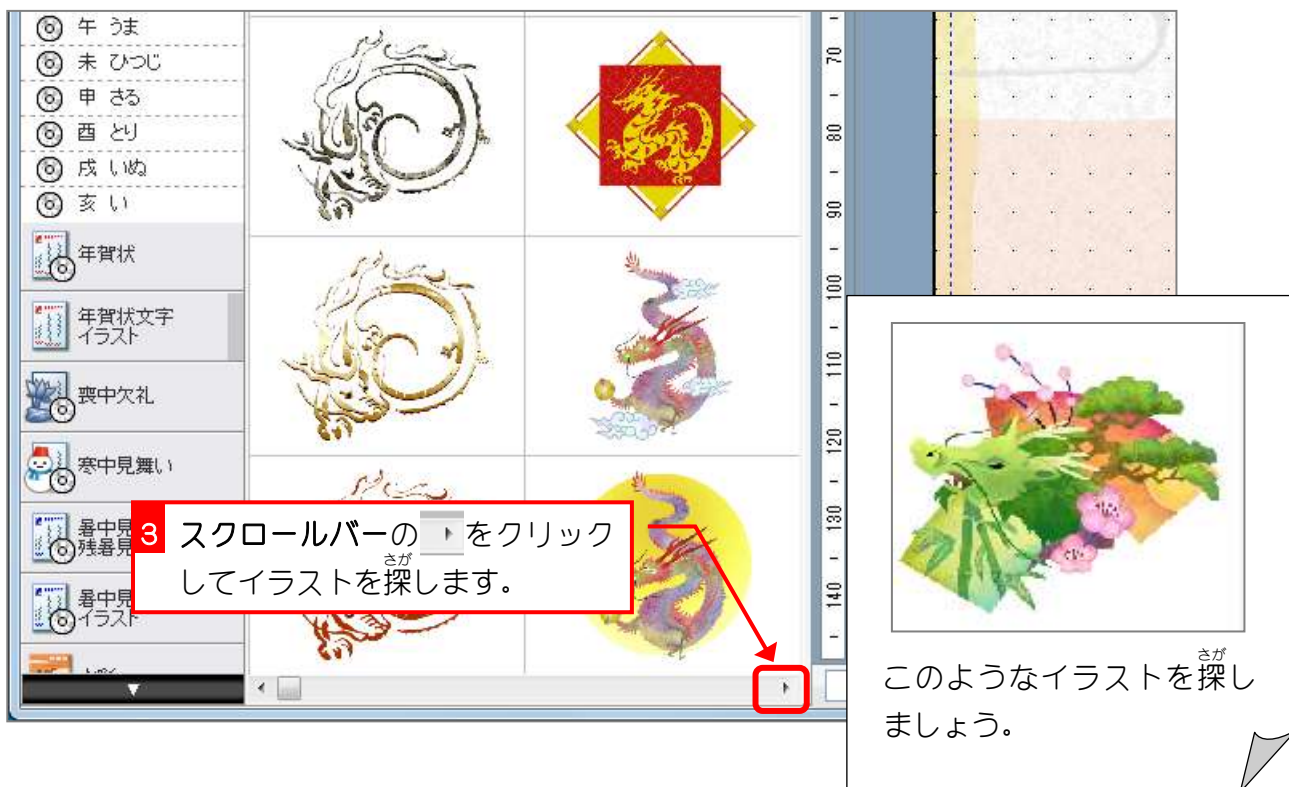 午 うま
未 ひつじ
申 さる
酉 とり
戌 いぬ
亥 い
年賀状
年賀状文字
イラスト
喪中欠礼
寒中見舞い
暑中見
残暑見
暑中見
イラスト
70
80
90
100
110
120
130
140
3 スクロールバーの をクリック
さが
してイラストを探します。
さが
このようなイラストを探し
ましょう。